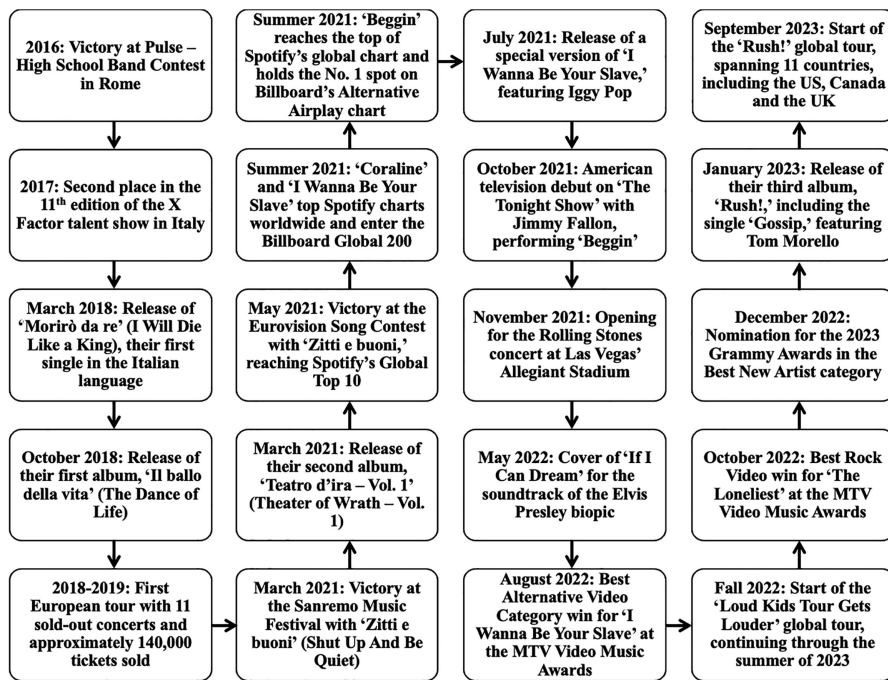 2016: Victory at Pulse –
High School Band Contest
in Rome
2017: Second place in the
11th edition of the X
Factor talent show in Italy
March 2018: Release of
‘Morirò da re’ (I Will Die
Like a King), their first
single in the Italian
language
October 2018: Release of
their first album, ‘Il ballo
della vita’ (The Dance of
Life)
2018-2019: First
European tour with 11
sold-out concerts and
approximately 140,000
tickets sold
March 2021: Victory at
the Sanremo Music
Festival with ‘Zitti e
buoni’ (Shut Up And Be
Quiet)
March 2021: Release of
their second album,
‘Teatro d’ira – Vol. 1’
(Theater of Wrath – Vol.
1)
May 2021: Victory at the
Eurovision Song Contest
with ‘Zitti e buoni,’
reaching Spotify’s Global
Top 10
Summer 2021: ‘Coraline’
and ‘I Wanna Be Your
Slave’ top Spotify charts
worldwide and enter the
Billboard Global 200
Summer 2021: ‘Beggin’
reaches the top of
Spotify’s global chart and
holds the No. 1 spot on
Billboard’s Alternative
Airplay chart
July 2021: Release of a
special version of ‘I
Wanna Be Your Slave,’
featuring Iggy Pop
October 2021: American
television debut on ‘The
Tonight Show’ with
Jimmy Fallon,
performing ‘Beggin’
November 2021: Opening
for the Rolling Stones
concert at Las Vegas’
Allegiant Stadium
May 2022: Cover of ‘If I
Can Dream’ for the
soundtrack of the Elvis
Presley biopic
August 2022: Best
Alternative Video
Category win for ‘I
Wanna Be Your Slave’ at
the MTV Video Music
Awards
Fall 2022: Start of the
‘Loud Kids Tour Gets
Louder’ global tour,
continuing through the
summer of 2023
October 2022: Best Rock
Video win for ‘The
Loneliest’ at the MTV
Video Music Awards
December 2022:
Nomination for the 2023
Grammy Awards in the
Best New Artist category
January 2023: Release of
their third album,
‘Rush!,’ including the
single ‘Gossip,’ featuring
Tom Morello
September 2023: Start of
the ‘Rush!’ global tour,
spanning 11 countries,
including the US, Canada
and the UK